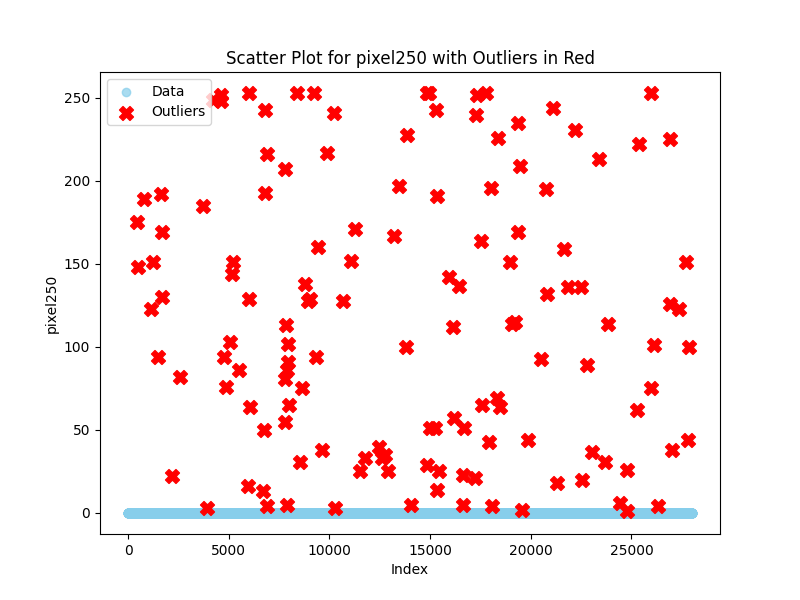 Scatter Plot for pixel250 with Outliers in Red
Data
Outliers
250
200
150
100
50
0
pixel250
0 5000 10000 15000 20000 25000
Index